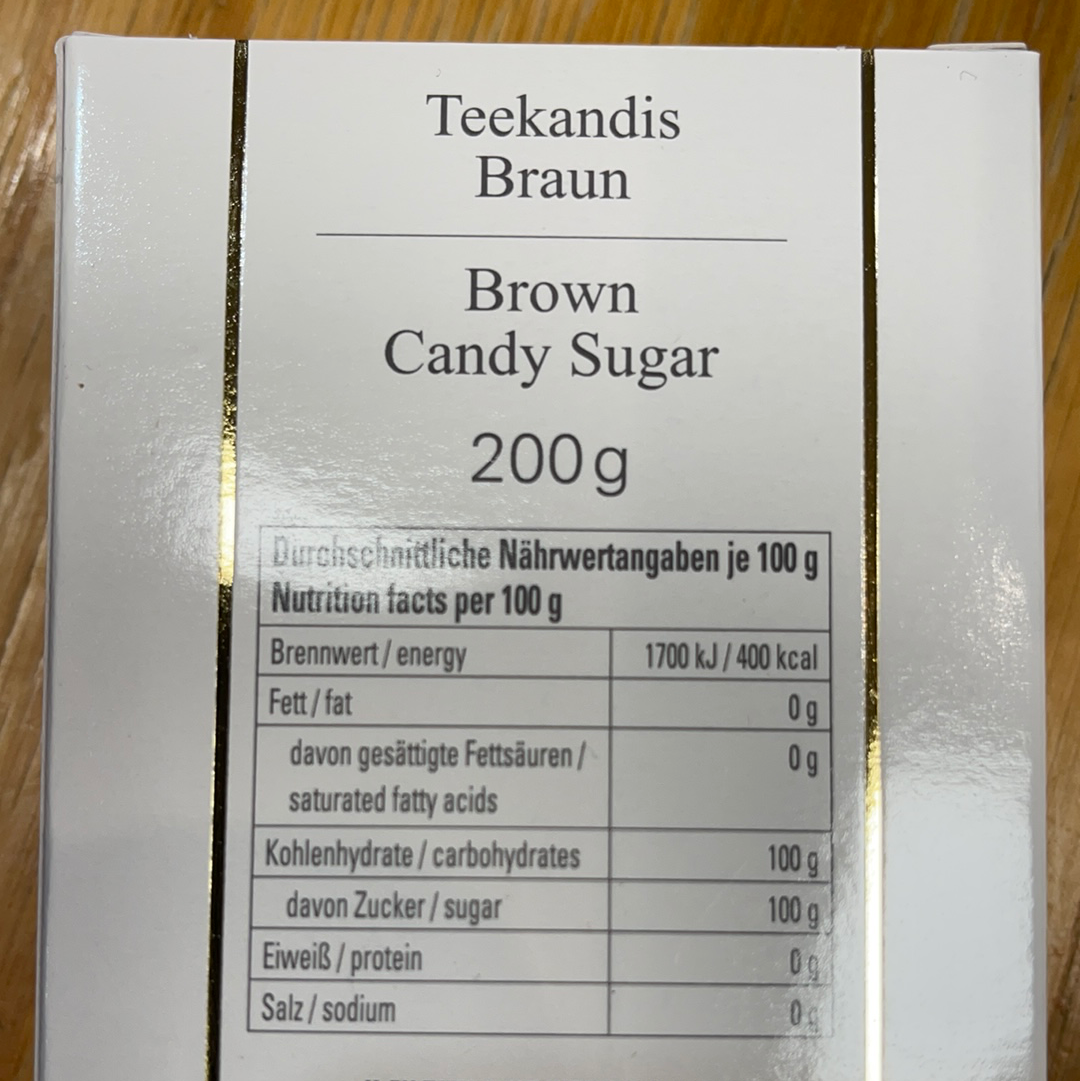 Teekandis
Braun
Brown
Candy Sugar
200 g
Durchschnittliche Nährwertangaben je 100 g
Nutrition facts per 100 g
Brennwert / energy 1700 kJ / 400 kcal
Fett / fat 0 g
davon gesättigte Fettsäuren / 0 g
saturated fatty acids
Kohlenhydrate / carbohydrates 100 g
davon Zucker / sugar 100 g
Eiweiß / protein 0 g
Salz / sodium 0 g